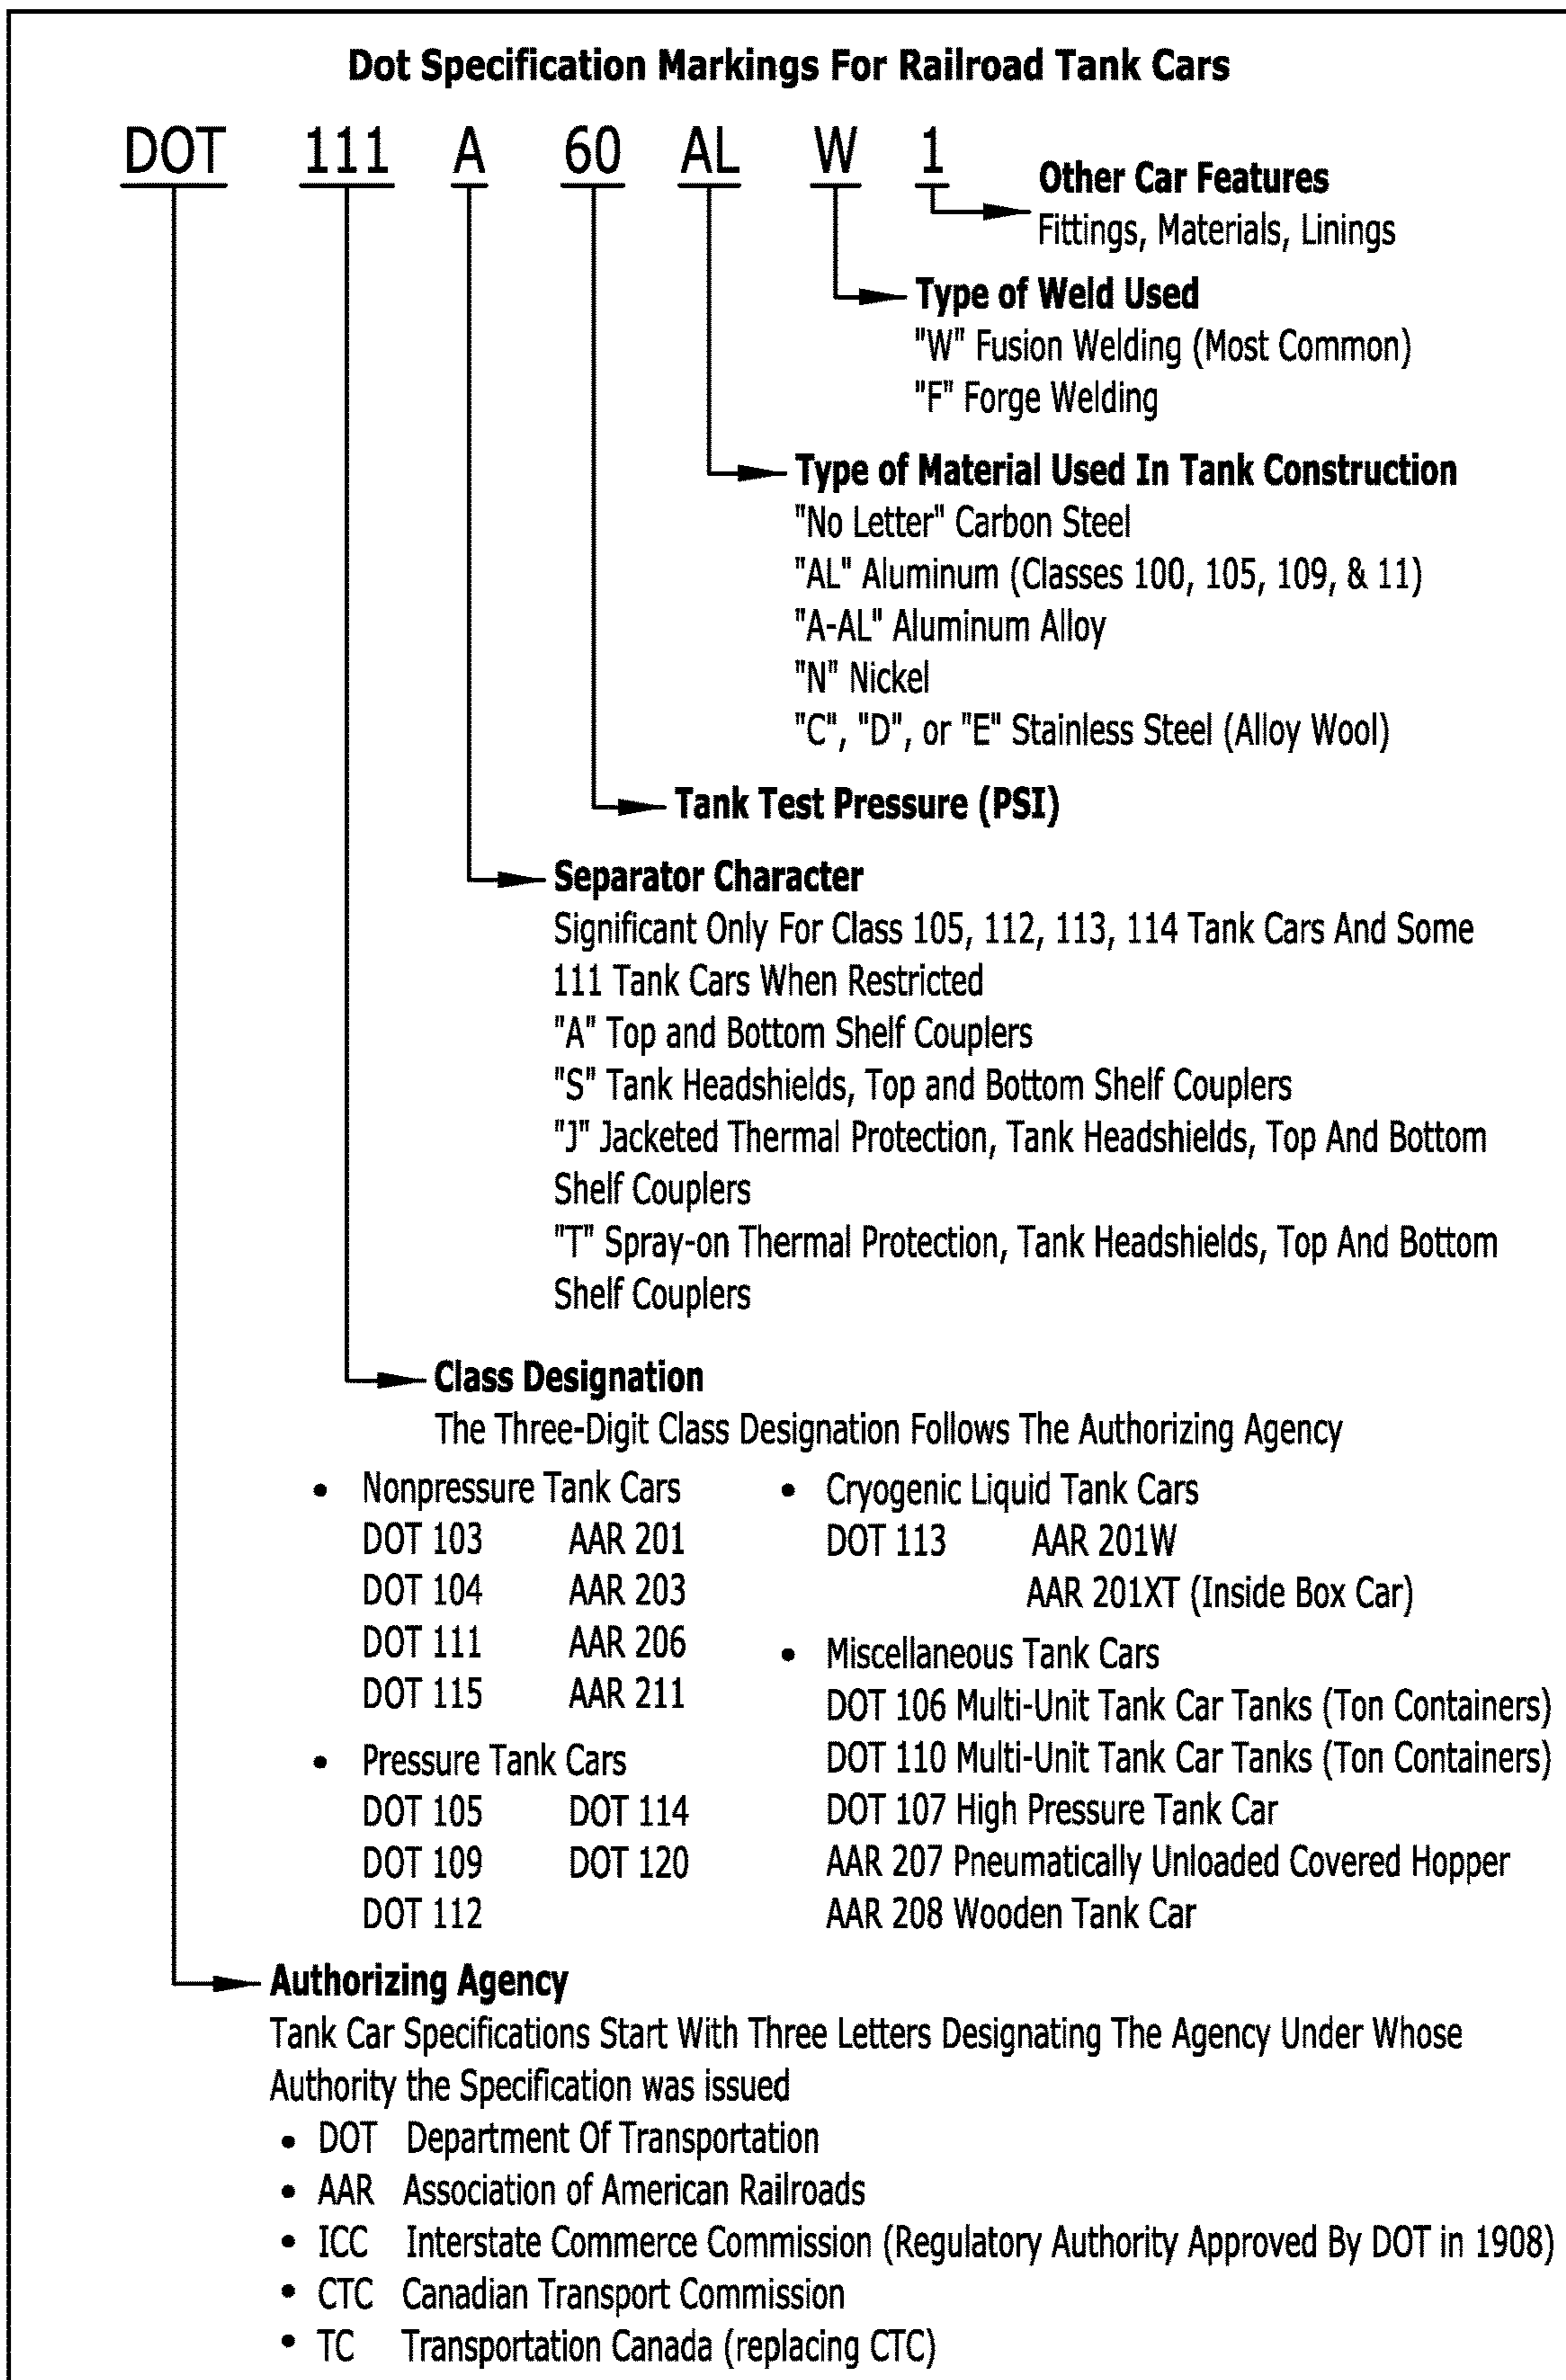 Dot Specification Markings For Railroad Tank Cars
DOT 111 A 60 AL W 1
Other Car Features
Fittings, Materials, Linings
Type of Weld Used
"W" Fusion Welding (Most Common)
"F" Forge Welding
Type of Material Used In Tank Construction
"No Letter" Carbon Steel
"AL" Aluminum (Classes 100, 105, 109, & 11)
"A-AL" Aluminum Alloy
"N" Nickel
"C", "D", or "E" Stainless Steel (Alloy Wool)
Tank Test Pressure (PSI)
Separator Character
Significant Only For Class 105, 112, 113, 114 Tank Cars And Some
111 Tank Cars When Restricted
"A" Top and Bottom Shelf Couplers
"S" Tank Headshields, Top and Bottom Shelf Couplers
"J" Jacketed Thermal Protection, Tank Headshields, Top And Bottom
Shelf Couplers
"T" Spray-on Thermal Protection, Tank Headshields, Top And Bottom
Shelf Couplers
Class Designation
The Three-Digit Class Designation Follows The Authorizing Agency
• Nonpressure Tank Cars
DOT 103 AAR 201
DOT 104 AAR 203
DOT 111 AAR 206
DOT 115 AAR 211
• Pressure Tank Cars
DOT 105 DOT 114
DOT 109 DOT 120
DOT 112
• Cryogenic Liquid Tank Cars
DOT 113 AAR 201W
AAR 201XT (Inside Box Car)
• Miscellaneous Tank Cars
DOT 106 Multi-Unit Tank Car Tanks (Ton Containers)
DOT 110 Multi-Unit Tank Car Tanks (Ton Containers)
DOT 107 High Pressure Tank Car
AAR 207 Pneumatically Unloaded Covered Hopper
AAR 208 Wooden Tank Car
Authorizing Agency
Tank Car Specifications Start With Three Letters Designating The Agency Under Whose
Authority the Specification was issued
• DOT Department Of Transportation
• AAR Association of American Railroads
• ICC Interstate Commerce Commission (Regulatory Authority Approved By DOT in 1908)
• CTC Canadian Transport Commission
• TC Transportation Canada (replacing CTC)